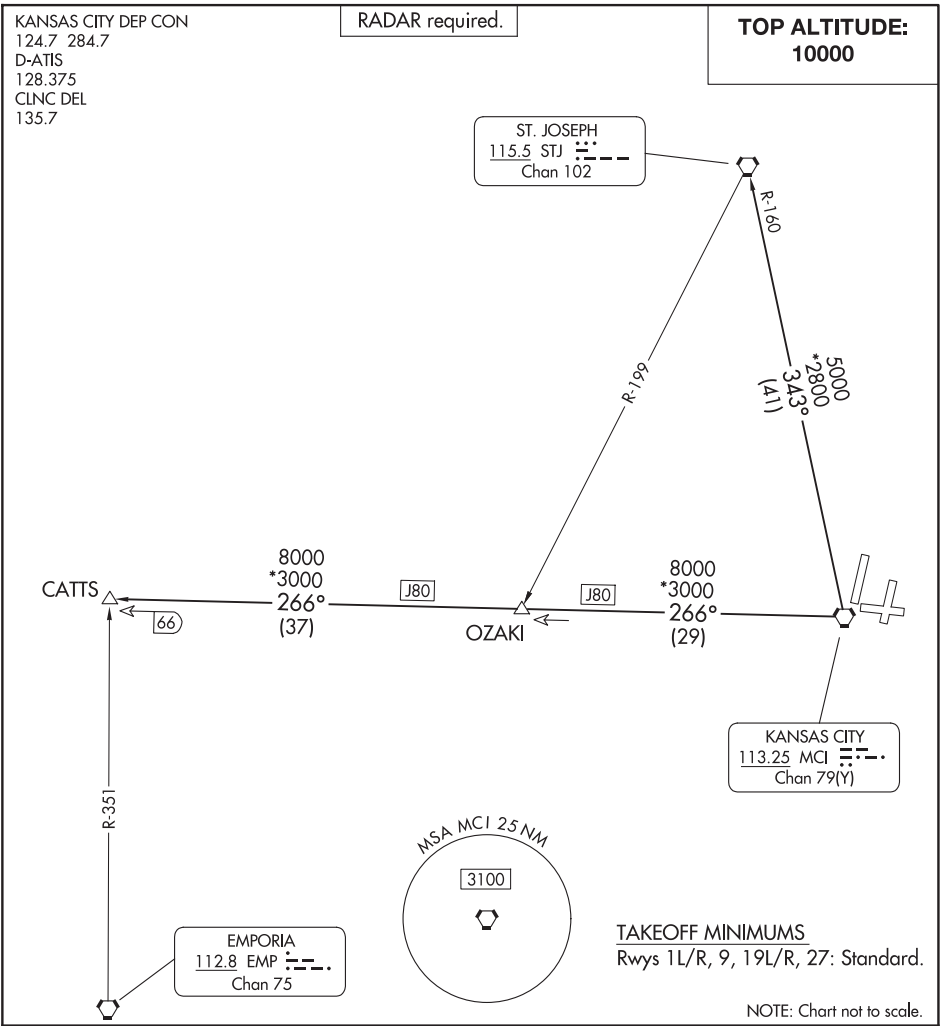 KANSAS CITY DEP CON
124.7 284.7
D-ATIS
128.375
CLNC DEL
135.7
RADAR required.
TOP ALTITUDE:
10000
ST. JOSEPH
115.5 STJ
Chan 102
R-160
R-199
5000
*2800
343°
(41)
CATTS
66
8000
*3000
266°
(37)
J80
OZAKI
J80
8000
*3000
266°
(29)
KANSAS CITY
113.25 MCI
Chan 79(Y)
R-351
MSA MCI 25 NM
3100
EMPORIA
112.8 EMP
Chan 75
TAKEOFF MINIMUMS
Rwys 1L/R, 9, 19L/R, 27: Standard.
NOTE: Chart not to scale.